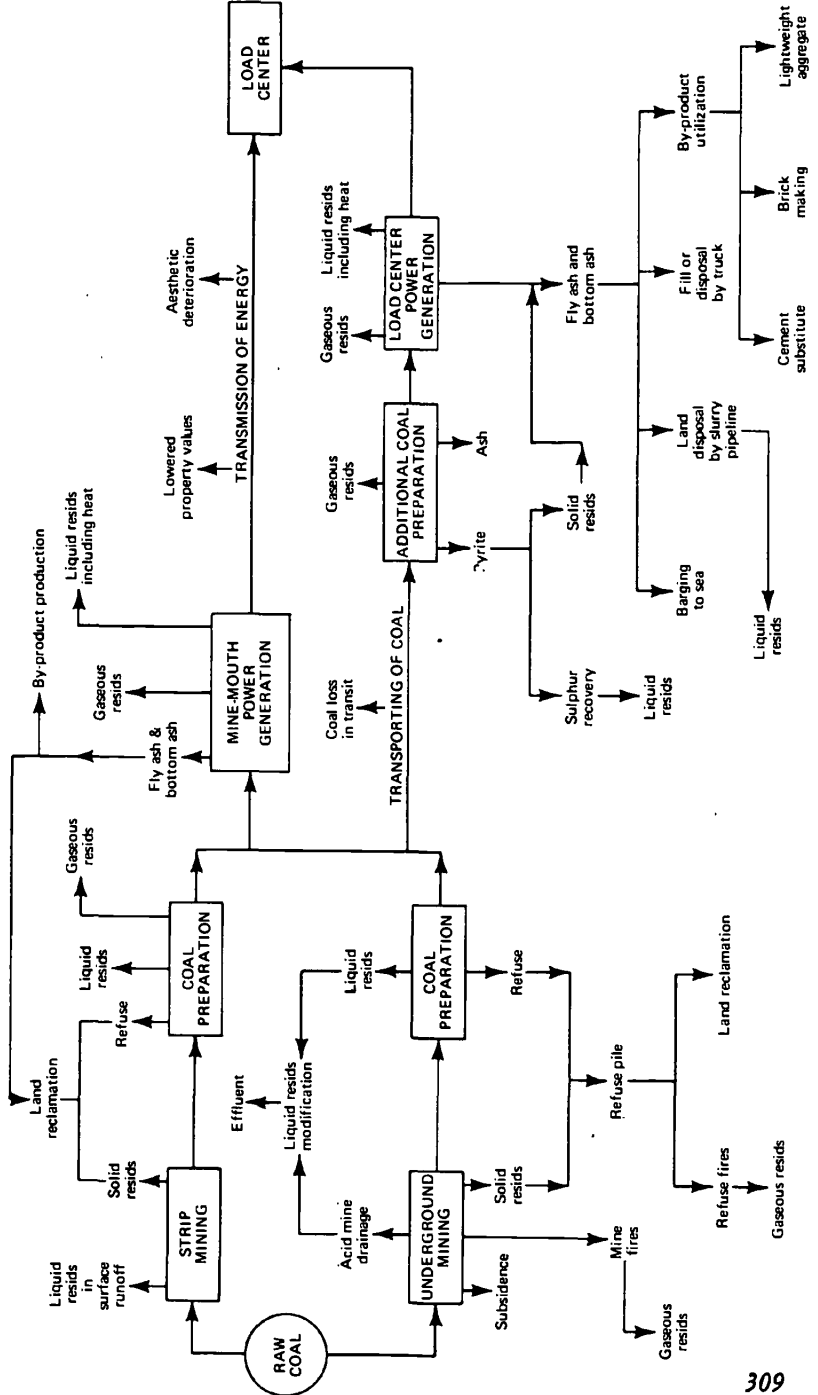 RAW
COAL
STRIP
MINING
Liquid resids
in
surface
runoff
Solid
resids
Land
reclamation
Refuse
COAL
PREPARATION
Liquid
resids
Gaseous
resids
UNDERGROUND
MINING
Acid mine
drainage
Liquid resids
modification
Effluent
Subsidence
Mine
fires
Gaseous
resids
Solid
resids
COAL
PREPARATION
Liquid
resids
Refuse
Refuse pile
Refuse fires
Gaseous resids
Land reclamation
MINE-MOUTH
POWER
GENERATION
Fly ash &
bottom ash
By-product production
Gaseous
resids
Liquid resids
including heat
TRANSMISSION OF ENERGY
Lowered
property values
Aesthetic
deterioration
LOAD
CENTER
TRANSPORTING OF COAL
Coal loss
in transit
ADDITIONAL COAL
PREPARATION
Gaseous
resids
Ash
Pyrite
Sulphur
recovery
Liquid
resids
Solid
resids
LOAD CENTER
POWER
GENERATION
Gaseous
resids
Liquid resids
including heat
Fly ash and
bottom ash
Barging
to sea
Land
disposal
by slurry
pipeline
Liquid
resids
Fill or
disposal
by truck
By-product
utilization
Cement
substitute
Brick
making
Lightweight
aggregate
309